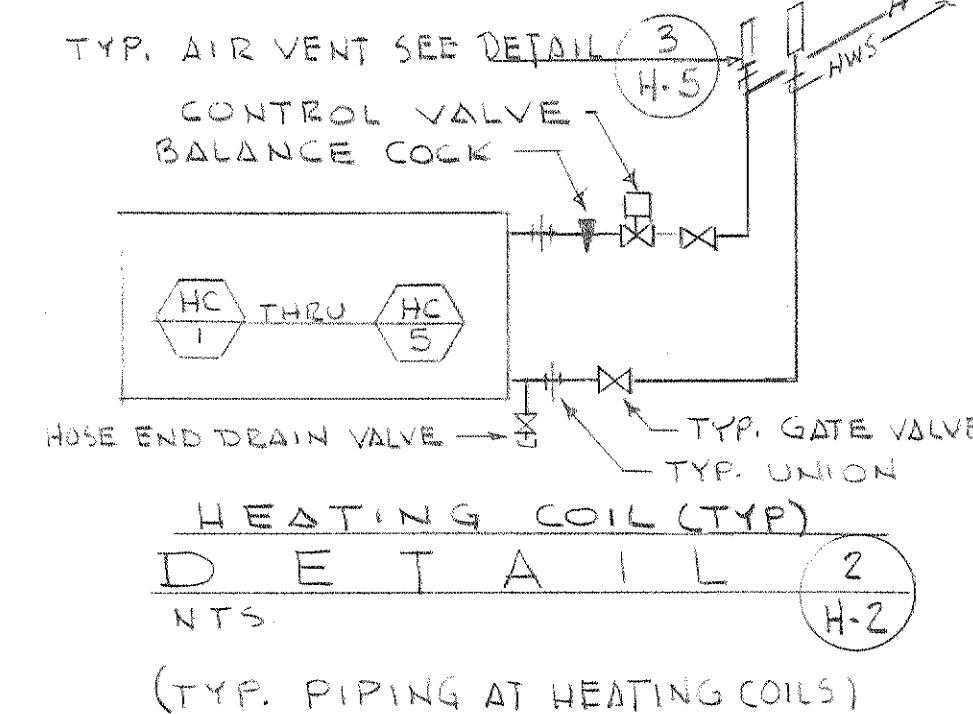 TYP. AIR VENT SEE DETAIL 3
H-5
H
HWS
CONTROL VALVE
BALANCE COCK
HC 1 THRU HC 5
HOSE END DRAIN VALVE
TYP. GATE VALVE
TYP. UNION
HEATING COIL (TYP)
DETAIL 2
H-2
NTS.
(TYP. PIPING AT HEATING COILS)